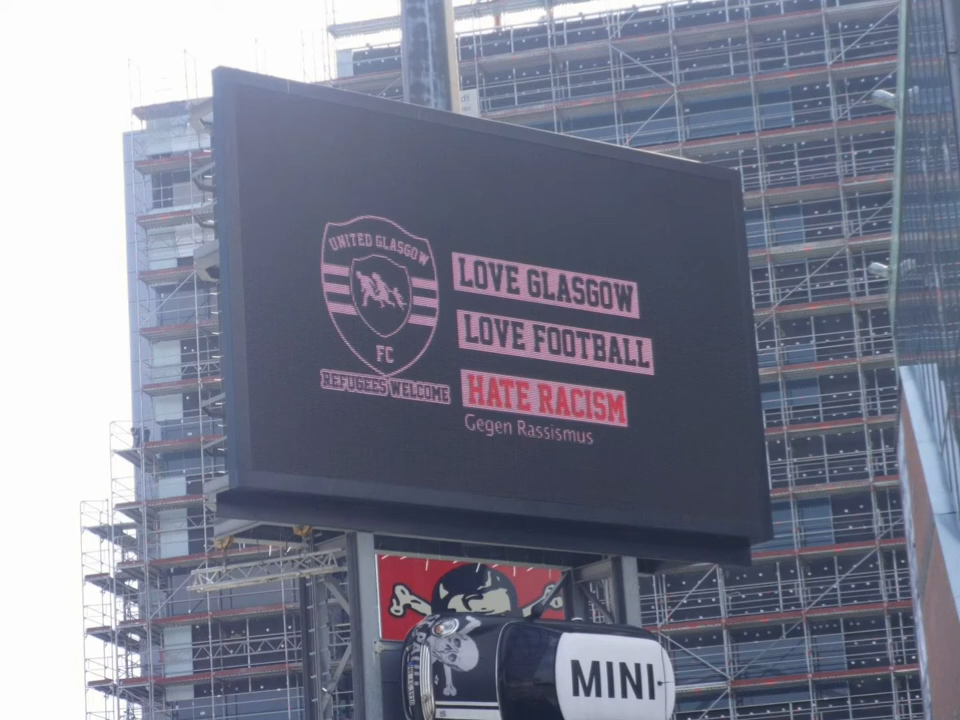 UNITED GLASGOW
FC
REFUGEES WELCOME
LOVE GLASGOW
LOVE FOOTBALL
HATE RACISM
Gegen Rassismus
MINI